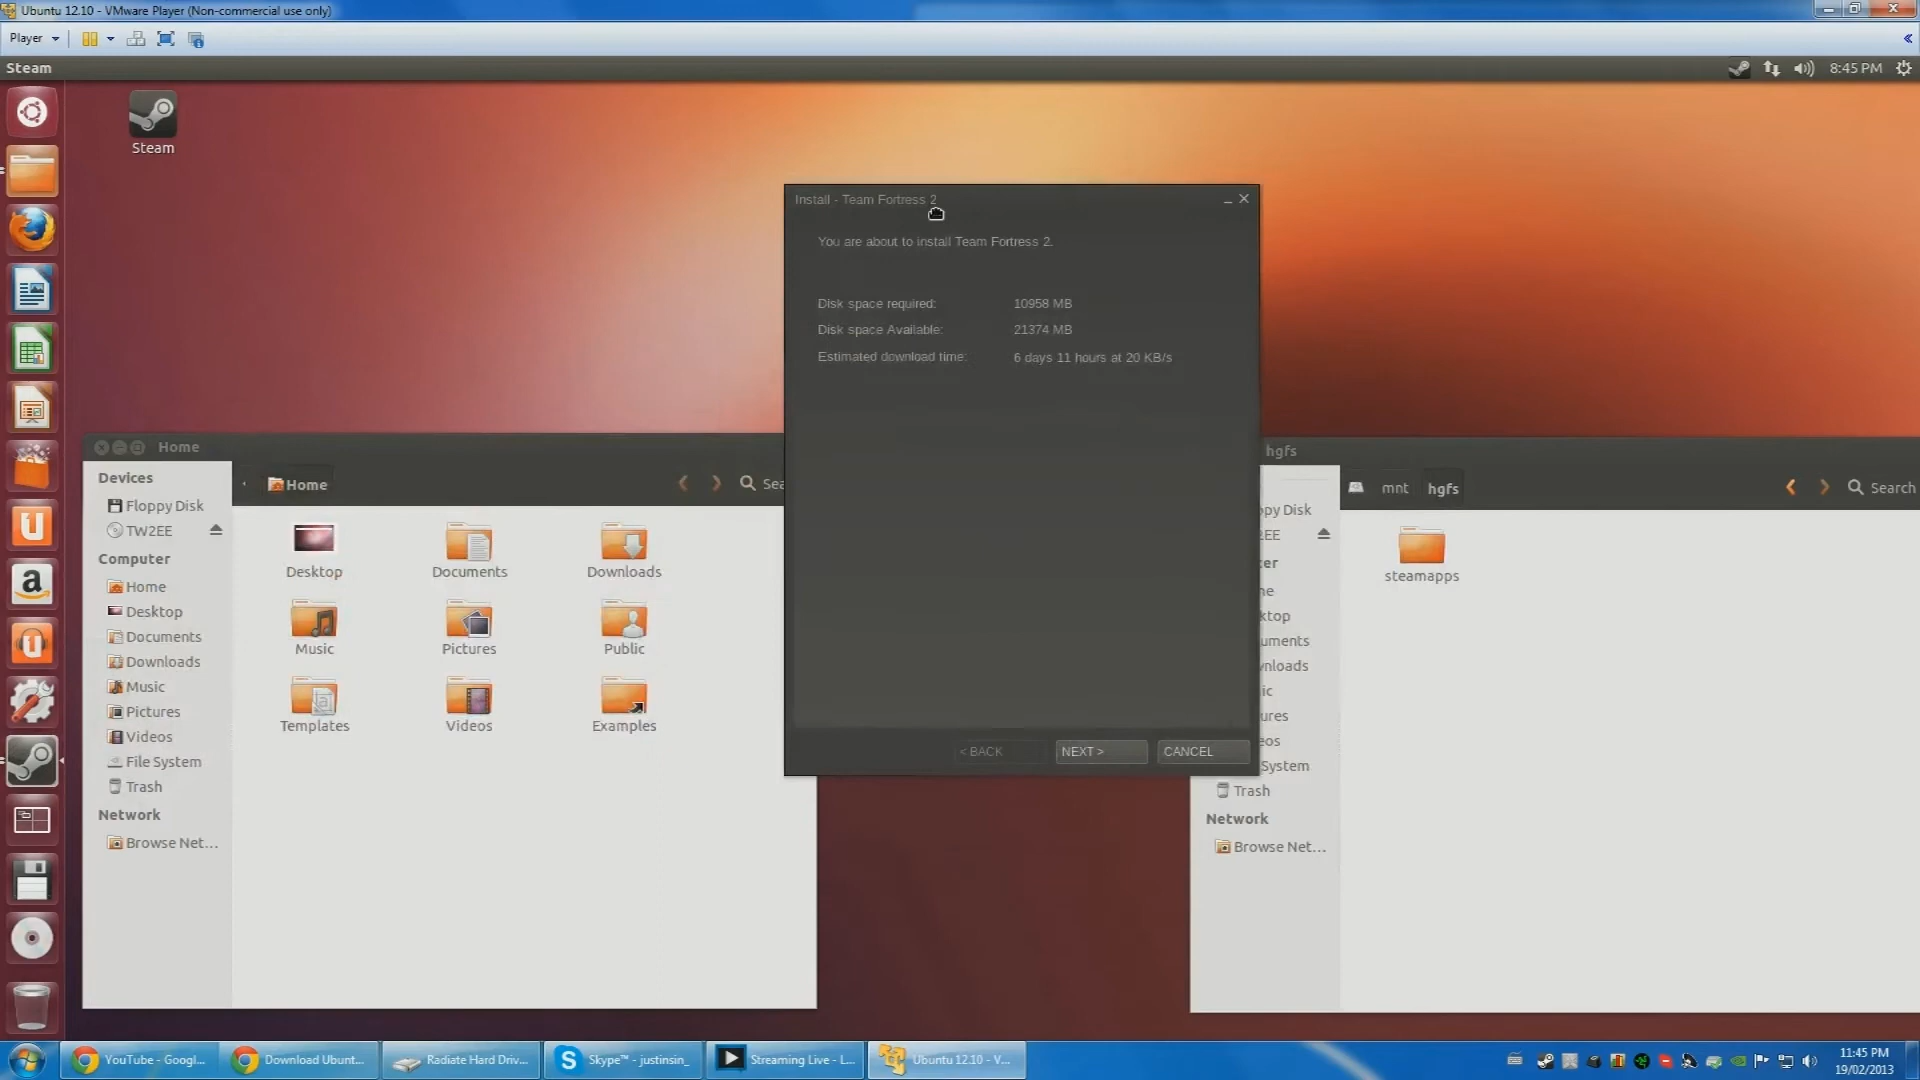 Ubuntu 12.10 - VMware Player (Non-commercial use only)
Player
Steam
8:45 PM
Steam
Install - Team Fortress 2
You are about to install Team Fortress 2.
Disk space required: 10958 MB
Disk space Available: 21374 MB
Estimated download time: 6 days 11 hours at 20 KB/s
< BACK
NEXT >
CANCEL
Home
Devices
Floppy Disk
TW2EE
Computer
Home
Desktop
Documents
Downloads
Music
Pictures
Videos
File System
Trash
Network
Browse Net...
Home
Sea
Desktop
Documents
Downloads
Music
Pictures
Public
Templates
Videos
Examples
hgfs
mnt
hgfs
Search
steamapps
ppy Disk
2EE
ter
me
ktop
uments
wnloads
ic
ures
eos
System
Trash
Network
Browse Net...
YouTube - Googl...
Download Ubunt...
Radiate Hard Driv...
Skype™ - justinsin_...
Streaming Live - L...
Ubuntu 12.10 - V...
11:45 PM
19/02/2013